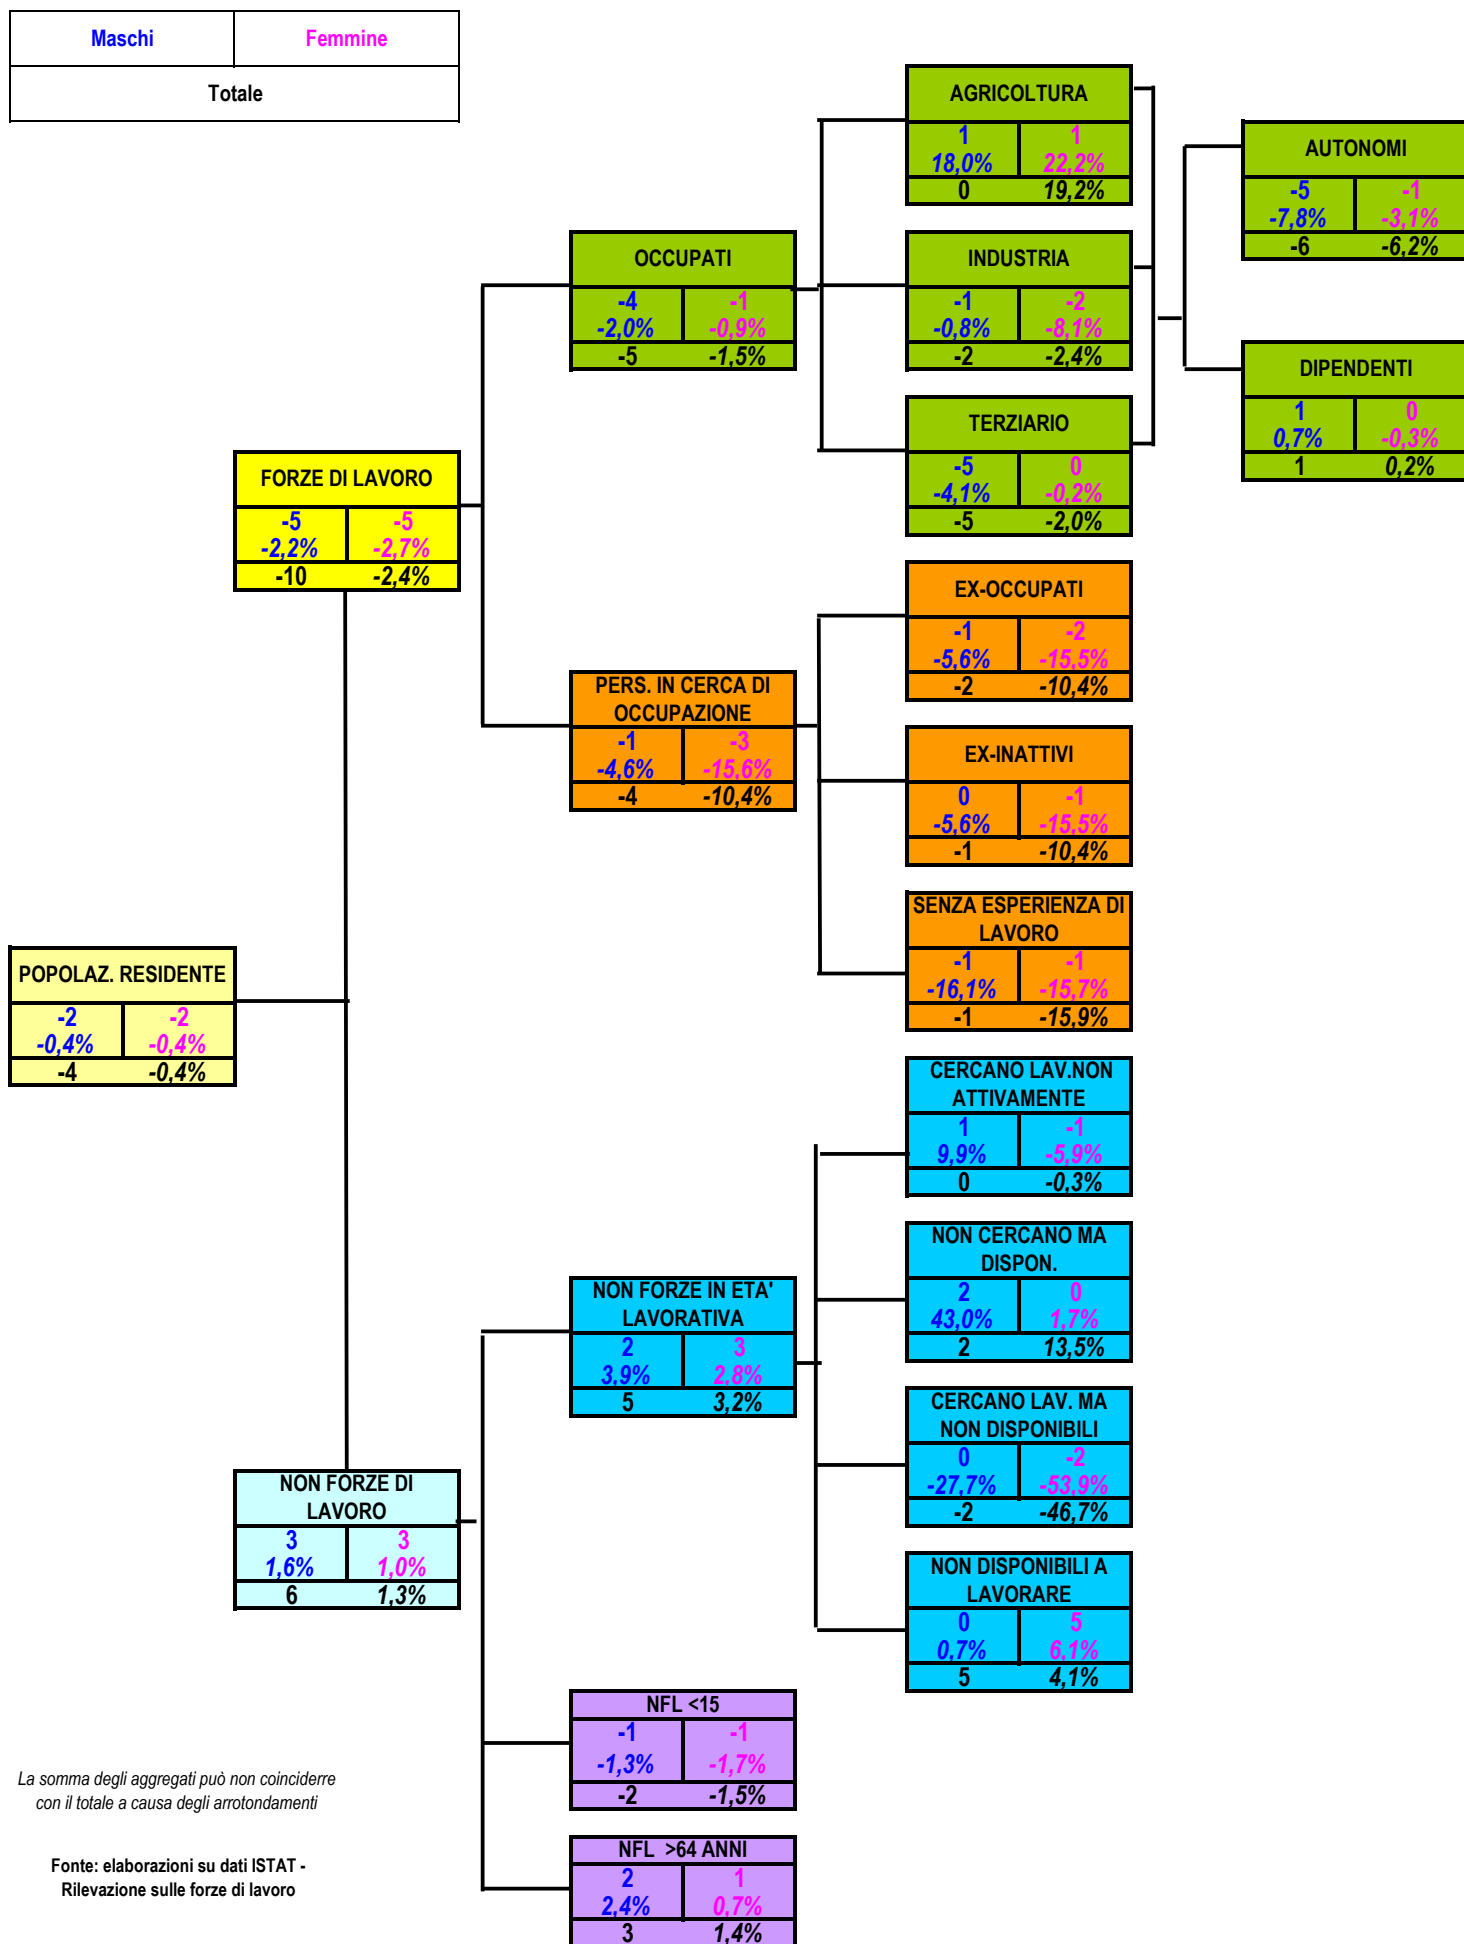 Maschi Femmine
Totale
AGRICOLTURA
1 1
18,0% 22,2%
0 19,2%
AUTONOMI
-5 -1
-7,8% -3,1%
-6 -6,2%
OCCUPATI
-4 -1
-2,0% -0,9%
-5 -1,5%
INDUSTRIA
-1 -2
-0,8% -8,1%
-2 -2,4%
DIPENDENTI
1 0
0,7% -0,3%
1 0,2%
TERZIARIO
-5 0
-4,1% -0,2%
-5 -2,0%
FORZE DI LAVORO
-5 -5
-2,2% -2,7%
-10 -2,4%
EX-OCCUPATI
-1 -2
-5,6% -15,5%
-2 -10,4%
PERS. IN CERCA DI
OCCUPAZIONE
-1 -3
-4,6% -15,6%
-4 -10,4%
EX-INATTIVI
0 -1
-5,6% -15,5%
-1 -10,4%
SENZA ESPERIENZA DI
LAVORO
-1 -1
-16,1% -15,7%
-1 -15,9%
POPOLAZ. RESIDENTE
-2 -2
-0,4% -0,4%
-4 -0,4%
CERCANO LAV.NON
ATTIVAMENTE
1 -1
9,9% -5,9%
0 -0,3%
NON CERCANO MA
DISPON.
2 0
43,0% 1,7%
2 13,5%
NON FORZE IN ETA'
LAVORATIVA
2 3
3,9% 2,8%
5 3,2%
CERCANO LAV. MA
NON DISPONIBILI
0 -2
-27,7% -53,9%
-2 -46,7%
NON FORZE DI
LAVORO
3 3
1,6% 1,0%
6 1,3%
NON DISPONIBILI A
LAVORARE
0 5
0,7% 6,1%
5 4,1%
NFL <15
-1 -1
-1,3% -1,7%
-2 -1,5%
La somma degli aggregati può non coinciderre
con il totale a causa degli arrotondamenti
NFL >64 ANNI
2 1
2,4% 0,7%
3 1,4%
Fonte: elaborazioni su dati ISTAT -
Rilevazione sulle forze di lavoro